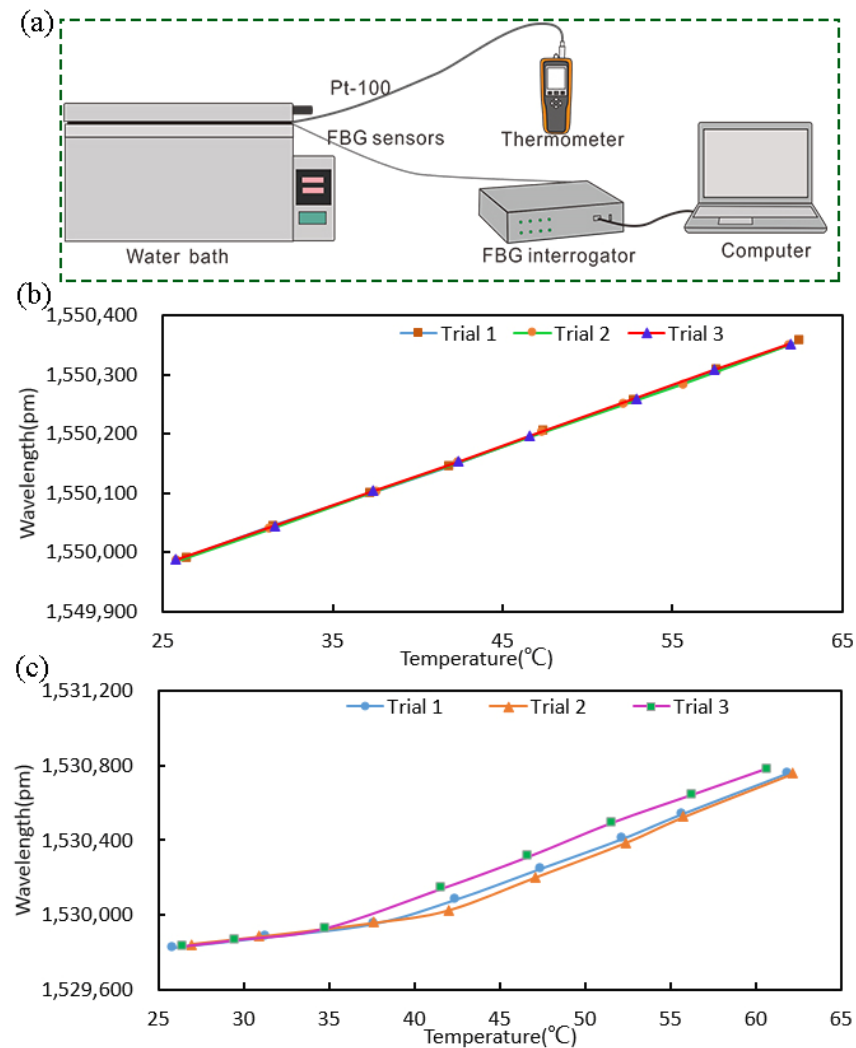 (a)
Pt-100
FBG sensors
Thermometer
Water bath
FBG interrogator
Computer
(b)
Wavelength(pm)
1,550,400
1,550,300
1,550,200
1,550,100
1,550,000
1,549,900
Trial 1 Trial 2 Trial 3
25 35 45 55 65
Temperature(℃)
(c)
Wavelength(pm)
1,531,200
1,530,800
1,530,400
1,530,000
1,529,600
Trial 1 Trial 2 Trial 3
25 30 35 40 45 50 55 60 65
Temperature(℃)